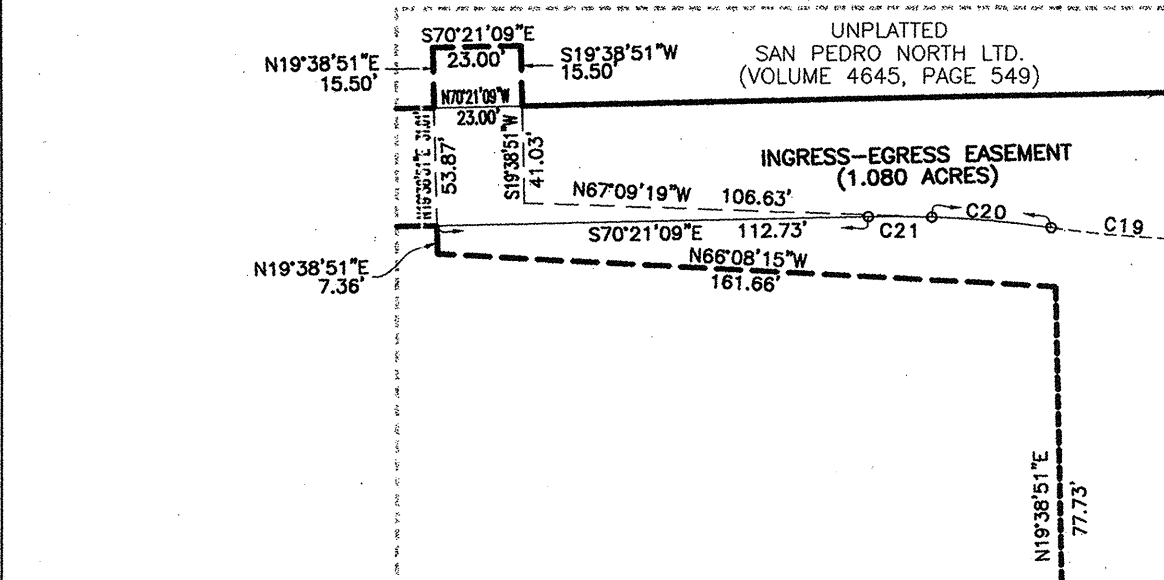 UNPLATTED
SAN PEDRO NORTH LTD.
(VOLUME 4645, PAGE 549)
S70°21'09"E
23.00'
N19°38'51"E
15.50'
S19°38'51"W
15.50'
N70°21'09"W
23.00'
53.87'
S19°38'51"W
41.03'
INGRESS-EGRESS EASEMENT
(1.080 ACRES)
N67°09'19"W 106.63'
C20
C19
S70°21'09"E 112.73'
C21
N66°08'15"W
161.66'
N19°38'51"E
7.36'
N19°38'51"E
77.73'